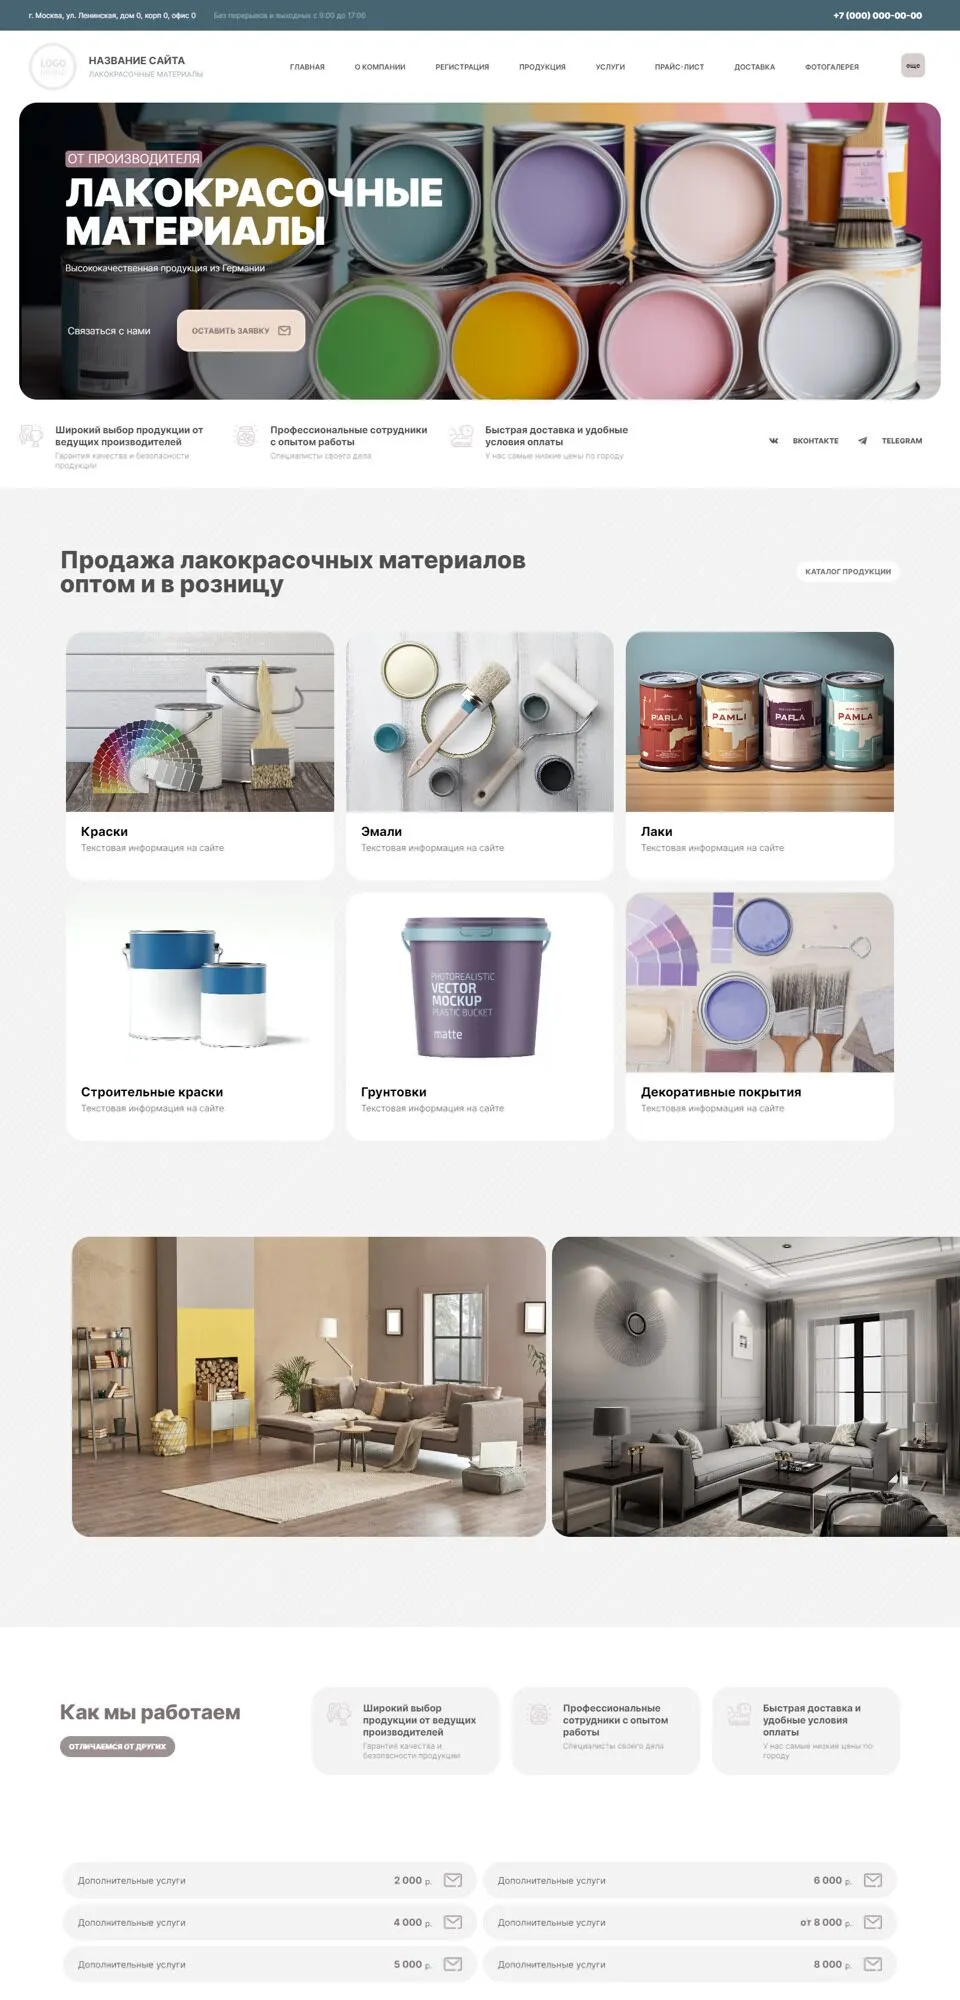 г. Москва, ул. Ленинская, дом 0, корп 0, офис 0
Без перерывов и выходных с 9:00 до 17:00
+7 (000) 000-00-00
LOGO
НАЗВАНИЕ САЙТА
ЛАКОКРАСОЧНЫЕ МАТЕРИАЛЫ
ГЛАВНАЯ
О КОМПАНИИ
РЕГИСТРАЦИЯ
ПРОДУКЦИЯ
УСЛУГИ
ПРАЙС-ЛИСТ
ДОСТАВКА
ФОТОГАЛЕРЕЯ
еще
ОТ ПРОИЗВОДИТЕЛЯ
ЛАКОКРАСОЧНЫЕ
МАТЕРИАЛЫ
Высококачественная продукция из Германии
Связаться с нами
ОСТАВИТЬ ЗАЯВКУ
Широкий выбор продукции от
ведущих производителей
Гарантия качества и безопасности
продукции
Профессиональные сотрудники
с опытом работы
Специалисты своего дела
Быстрая доставка и удобные
условия оплаты
У нас самые низкие цены по городу
ВКОНТАКТЕ
TELEGRAM
Продажа лакокрасочных материалов
оптом и в розницу
КАТАЛОГ ПРОДУКЦИИ
PARLA
PAMLI
PAFLA
PAMLA
Краски
Текстовая информация на сайте
Эмали
Текстовая информация на сайте
Лаки
Текстовая информация на сайте
PHOTOREALISTIC
VECTOR
MOCKUP
PLASTIC BUCKET
matte
Строительные краски
Текстовая информация на сайте
Грунтовки
Текстовая информация на сайте
Декоративные покрытия
Текстовая информация на сайте
Как мы работаем
ОТЛИЧАЕМСЯ ОТ ДРУГИХ
Широкий выбор
продукции от ведущих
производителей
Гарантия качества и
безопасности продукции
Профессиональные
сотрудники с опытом
работы
Специалисты своего дела
Быстрая доставка и
удобные условия
оплаты
У нас самые низкие цены по
городу
Дополнительные услуги 2 000 р.
Дополнительные услуги 6 000 р.
Дополнительные услуги 4 000 р.
Дополнительные услуги от 8 000 р.
Дополнительные услуги 5 000 р.
Дополнительные услуги 8 000 р.